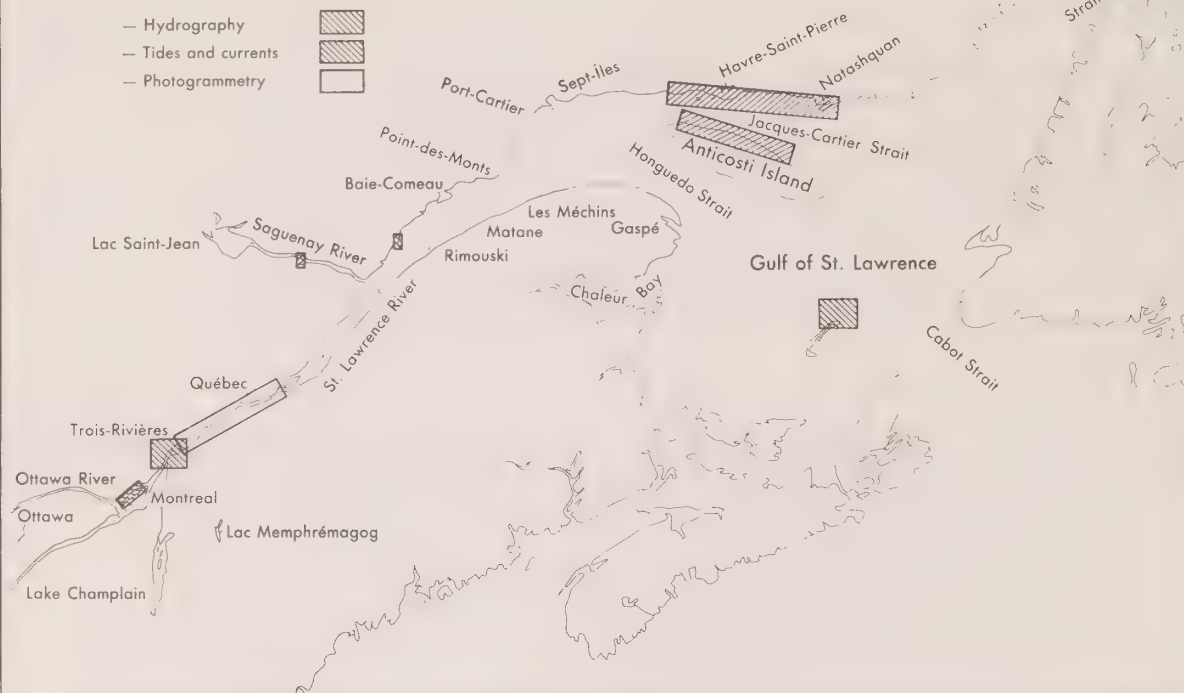 — Hydrography
— Tides and currents
— Photogrammetry
Havre-Saint-Pierre
Natashquan
Sept-Îles
Port-Cartier
Jacques-Cartier Strait
Anticosti Island
Point-des-Monts
Honguedo Strait
Baie-Comeau
Les Méchins
Matane
Gaspé
Saguenay River
Lac Saint-Jean
Rimouski
Gulf of St. Lawrence
Chaleur Bay
St. Lawrence River
Cabot Strait
Québec
Trois-Rivières
Ottawa River
Montreal
Ottawa
Lac Memphrémagog
Lake Champlain